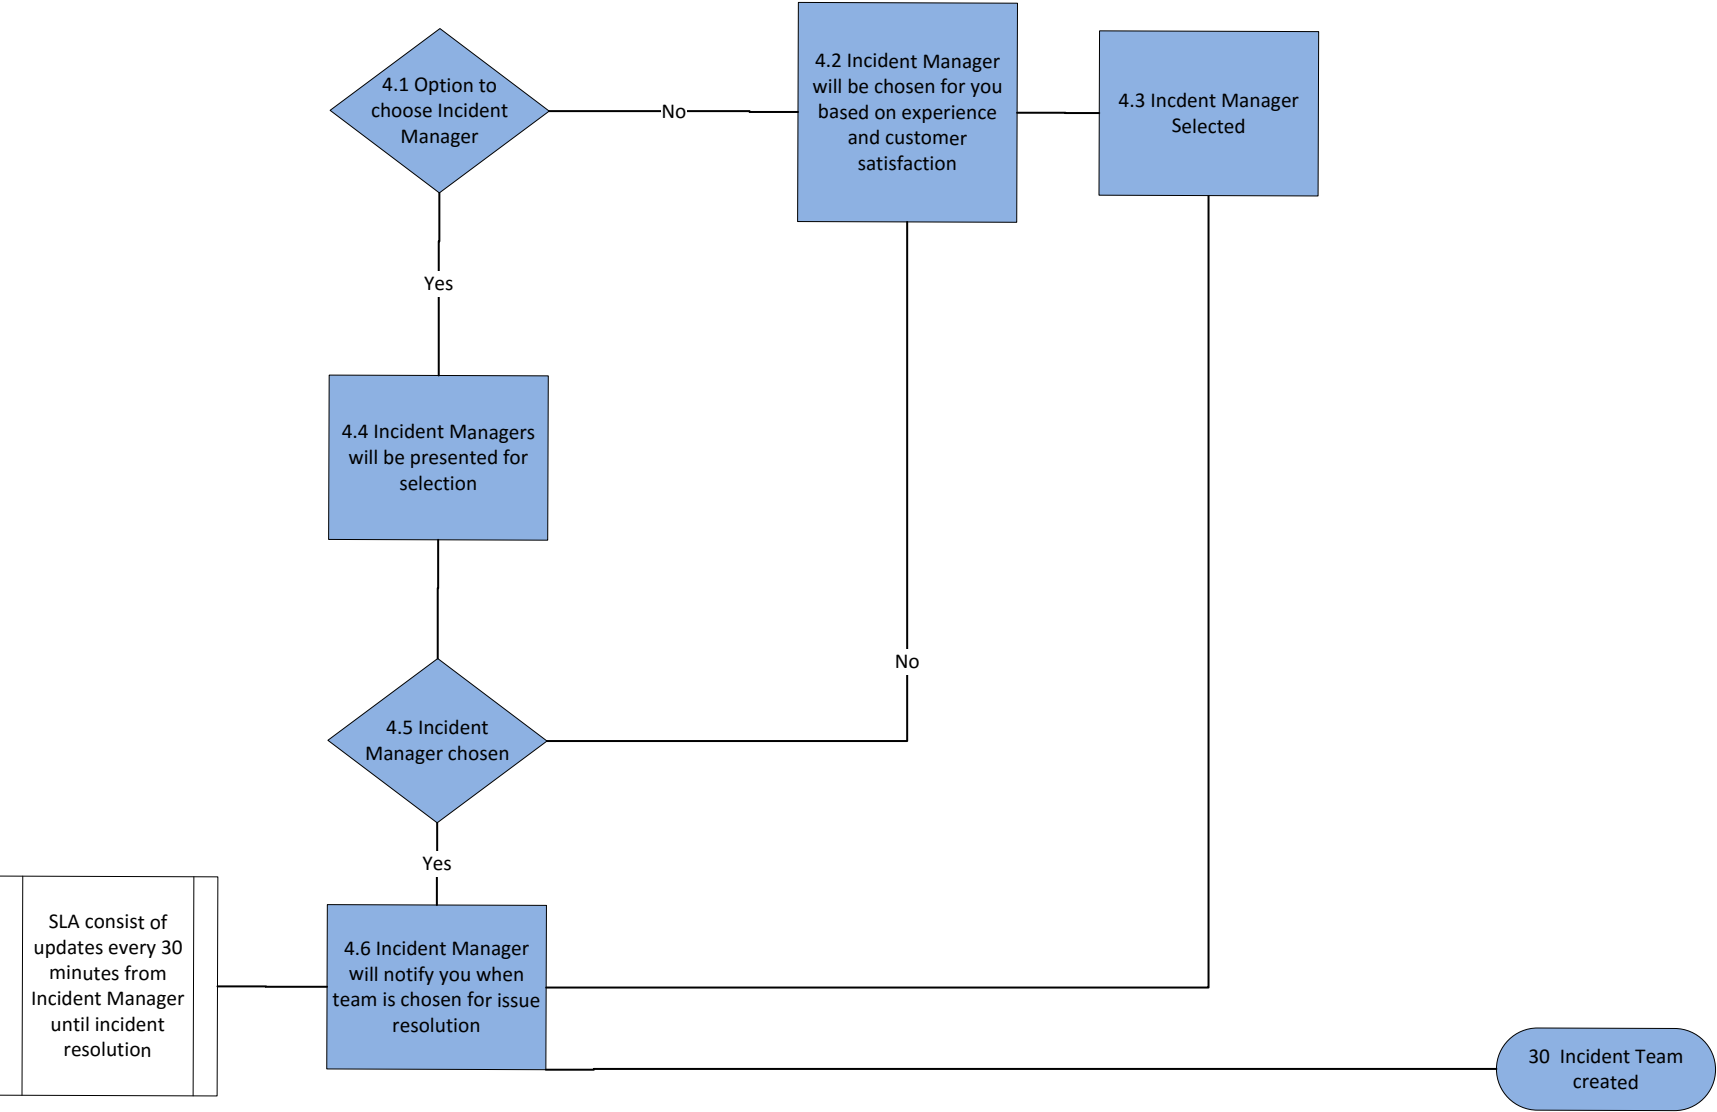 4.1 Option to
choose Incident
Manager
No
4.2 Incident Manager
will be chosen for you
based on experience
and customer
satisfaction
4.3 Incdent Manager
Selected
Yes
4.4 Incident Managers
will be presented for
selection
No
4.5 Incident
Manager chosen
Yes
SLA consist of
updates every 30
minutes from
Incident Manager
until incident
resolution
4.6 Incident Manager
will notify you when
team is chosen for issue
resolution
30  Incident Team
created